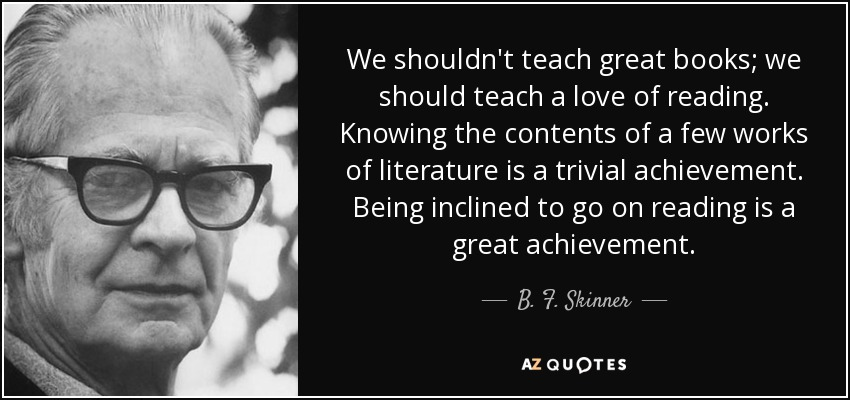 We shouldn't teach great books; we
should teach a love of reading.
Knowing the contents of a few works
of literature is a trivial achievement.
Being inclined to go on reading is a
great achievement.
B. F. Skinner
AZ QUOTES